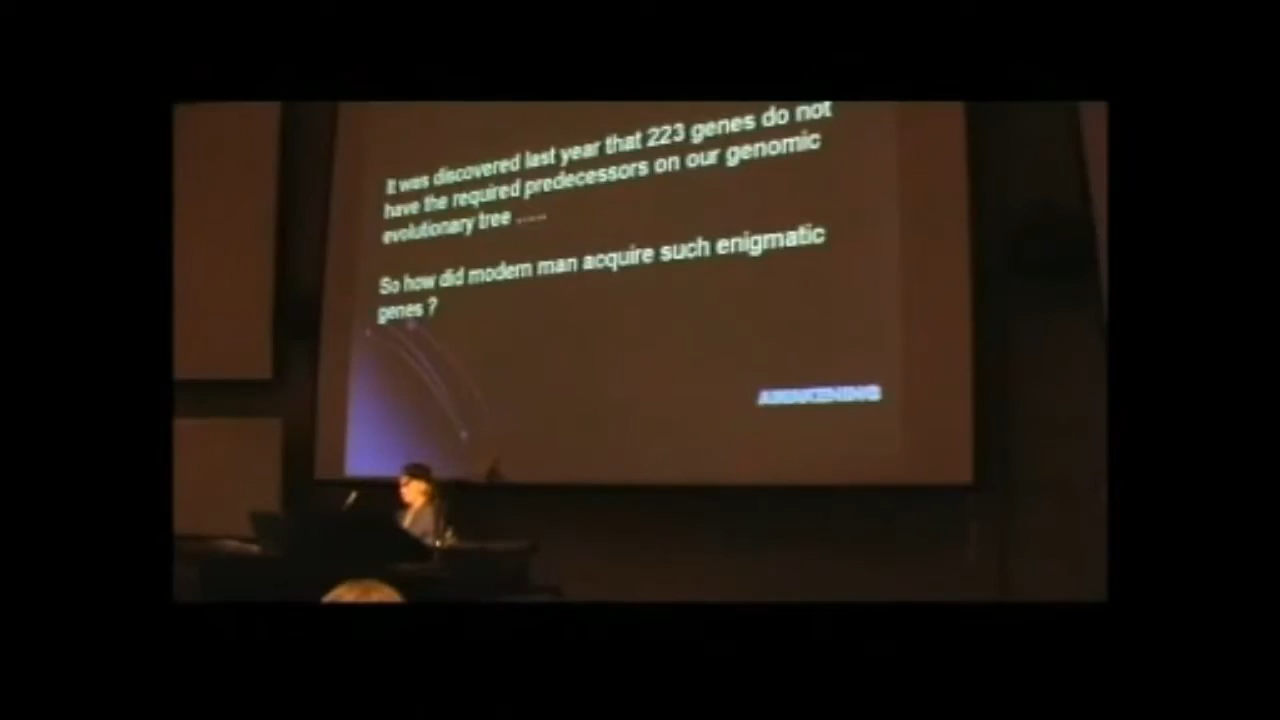 It was discovered last year that 223 genes do not
have the required predecessors on our genomic
evolutionary tree .....
So how did modern man acquire such enigmatic
genes ?
AWAKENING